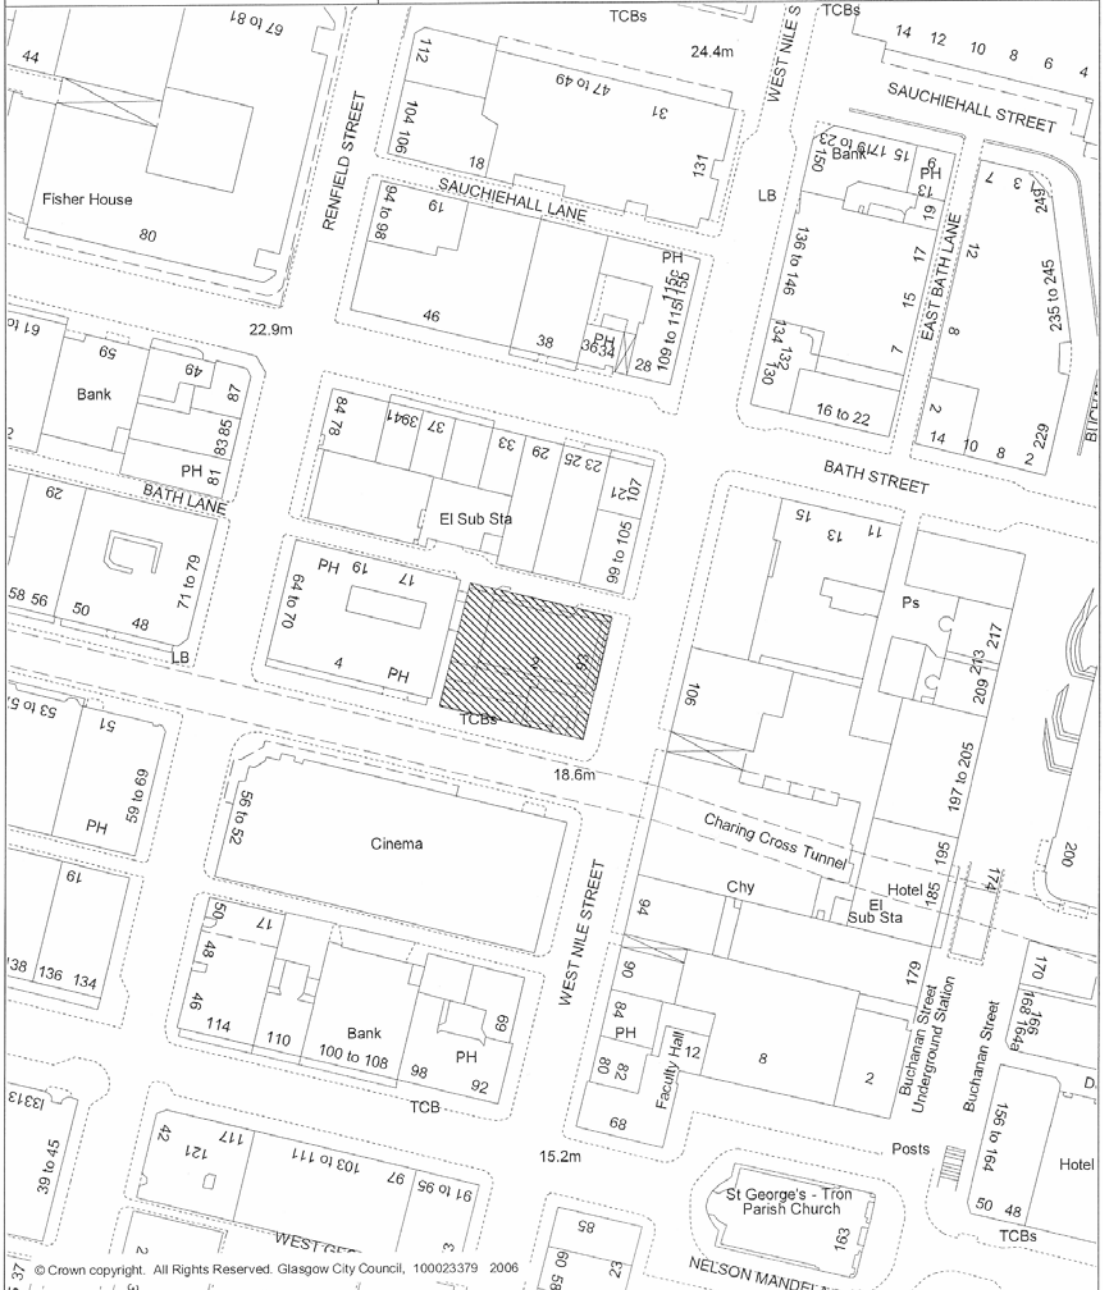 67 to 81
TCBs
TCBs
WEST NILE S
44
112
24.4m
14 12 10 8 6 4
47 to 49
31
SAUCHIEHALL STREET
RENFIELD STREET
104 106
18
131
150
17 19 to 23
15
Bank
9
PH
13
7
3
249
SAUCHIEHALL LANE
LB
19
Fisher House
94 to 98
19
80
136 to 146
17
EAST BATH LANE
12
235 to 245
PH
115c
115b
109 to 115
15
46
38
PH
36
34
28
134
132
130
7
8
22.9m
61 to
59
49
Bank
87
83 85
81
PH
84
78
39 41
37
33
29
23 25
21
107
16 to 22
2
14
10
8
2
229
BATH STREET
BATH LANE
29
El Sub Sta
99 to 105
15
13
11
PH
19
17
64 to 70
Ps
58
56
50
48
71 to 79
LB
4
PH
2
93
217
213
209
TCBs
106
53 to 5
51
59 to 69
PH
18.6m
197 to 205
56 to 52
Cinema
Charing Cross Tunnel
195
200
19
50
17
48
46
WEST NILE STREET
94
Chy
Hotel
185
El
Sub Sta
174
138
136
134
114
110
Bank
100 to 108
98
PH
92
69
90
84
PH
80
82
Faculty Hall
12
8
2
179
Buchanan Street
Underground Station
Buchanan Street
170
168
166
164a
TCB
68
156 to 164
39 to 45
42
121
117
103 to 111
97
91 to 95
15.2m
Posts
Hotel
St George's - Tron
Parish Church
163
50
48
TCBs
85
WEST GE
60 58
23
NELSON MANDEL
37
© Crown copyright. All Rights Reserved. Glasgow City Council, 100023379 2006